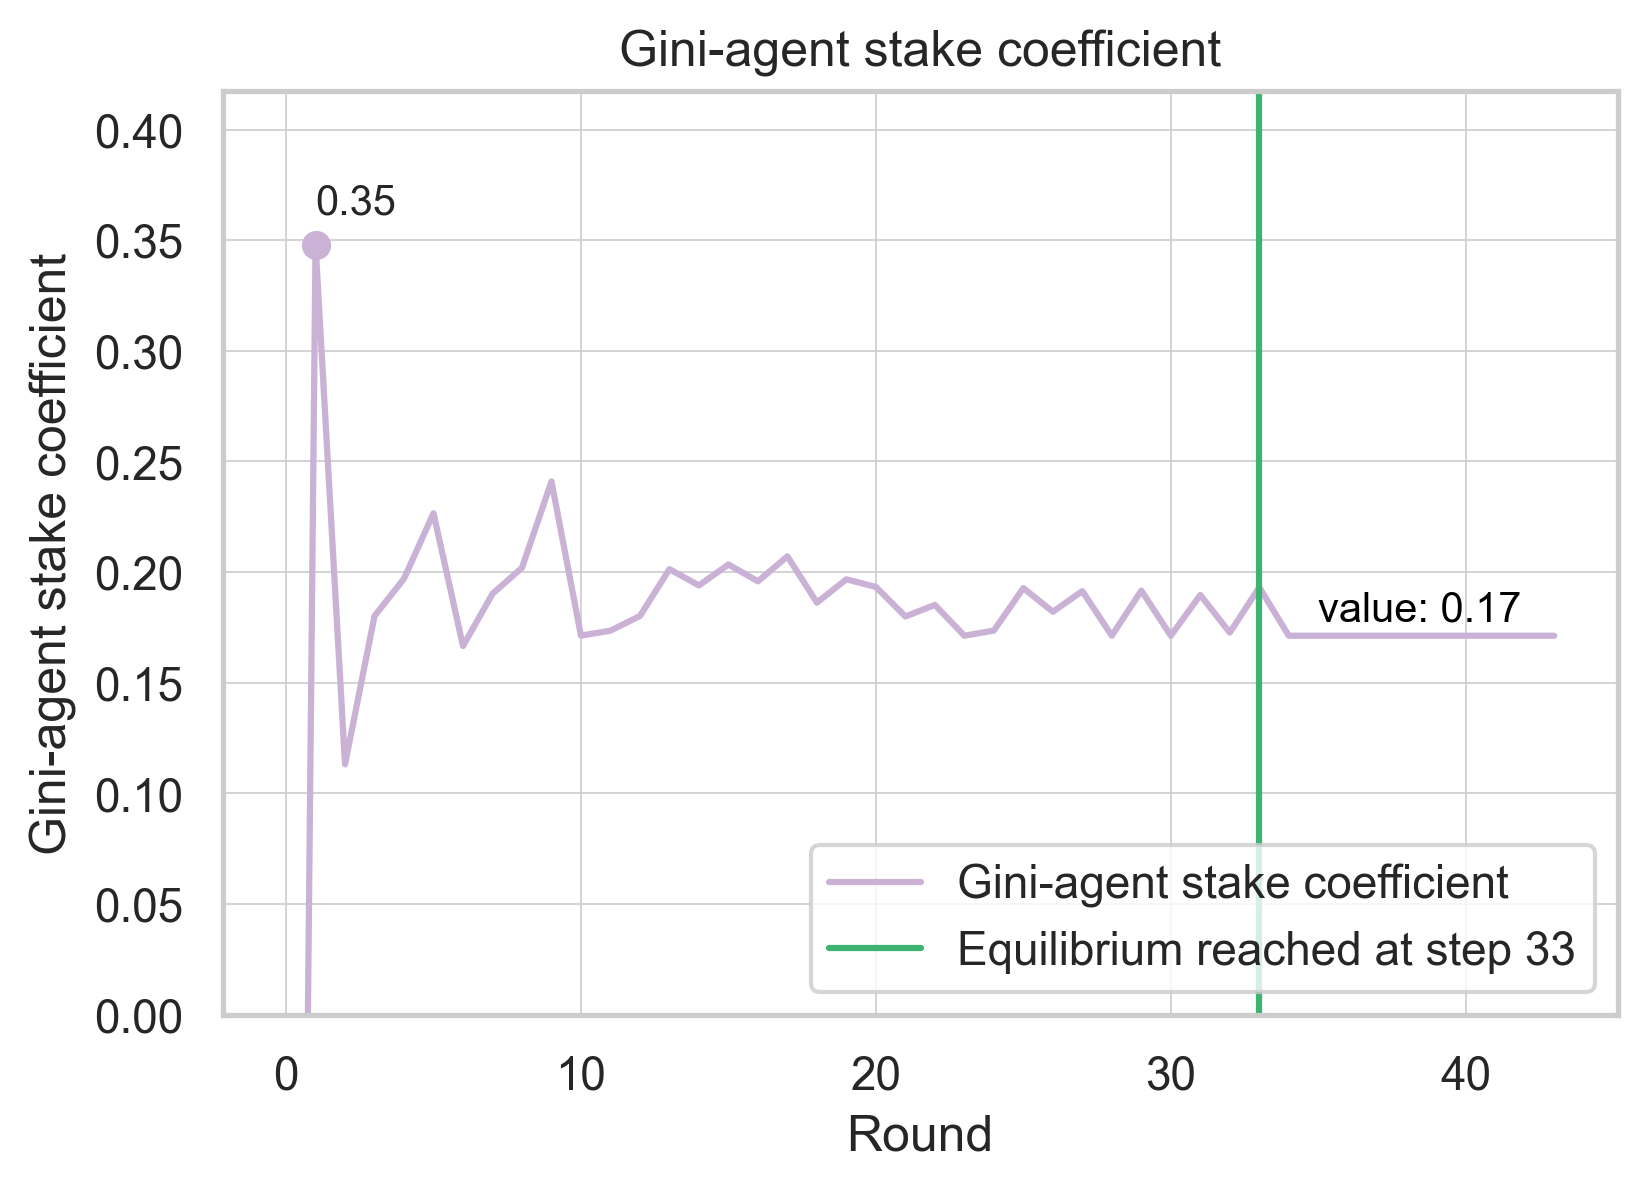 Gini-agent stake coefficient
Gini-agent stake coefficient
0.40
0.35
0.30
0.25
0.20
0.15
0.10
0.05
0.00
0.35
value: 0.17
Gini-agent stake coefficient
Equilibrium reached at step 33
0 10 20 30 40
Round